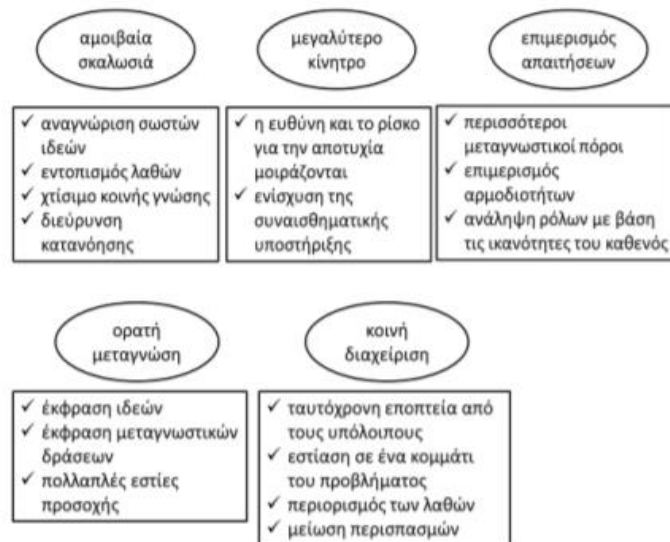 αμοιβαία
σκαλωσιά
✓ αναγνώριση σωστών
ιδεών
✓ εντοπισμός λαθών
✓ χτίσιμο κοινής γνώσης
✓ διεύρυνση
κατανόησης
μεγαλύτερο
κίνητρο
✓ η ευθύνη και το ρίσκο
για την αποτυχία
μοιράζονται
✓ ενίσχυση της
συναισθηματικής
υποστήριξης
επιμερισμός
απαιτήσεων
✓ περισσότεροι
μεταγνωστικοί πόροι
✓ επιμερισμός
αρμοδιοτήτων
✓ ανάληψη ρόλων με βάση
τις ικανότητες του καθενός
ορατή
μεταγνώση
✓ έκφραση ιδεών
✓ έκφραση μεταγνωστικών
δράσεων
✓ πολλαπλές εστίες
προσοχής
κοινή
διαχείριση
✓ ταυτόχρονη εποπτεία από
τους υπόλοιπους
✓ εστίαση σε ένα κομμάτι
του προβλήματος
✓ περιορισμός των λαθών
✓ μείωση περισπασμών